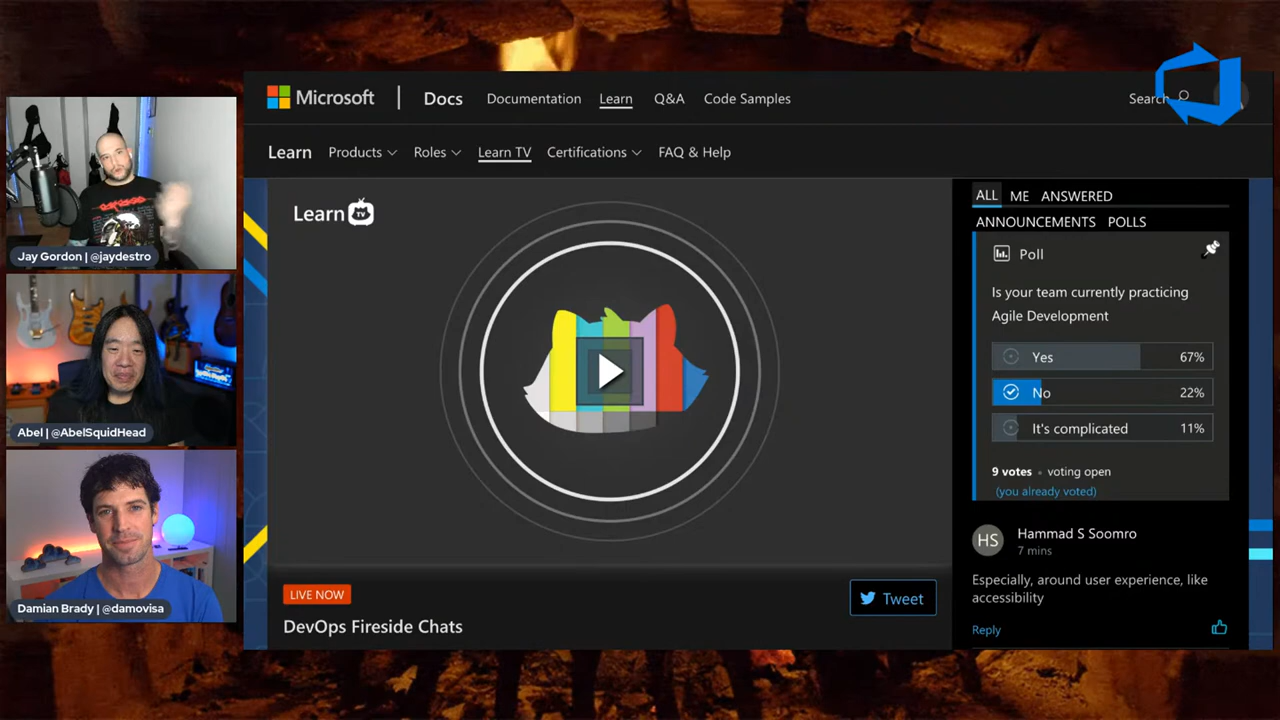 Microsoft | Docs Documentation Learn Q&A Code Samples Search
Learn Products Roles Learn TV Certifications FAQ & Help
Jay Gordon | @jaydestro
Abel | @AbelSquidHead
Damian Brady | @damovisa
Learn TV
LIVE NOW
Tweet
DevOps Fireside Chats
ALL ME ANSWERED
ANNOUNCEMENTS POLLS
Poll
Is your team currently practicing
Agile Development
Yes 67%
No 22%
It's complicated 11%
9 votes • voting open
(you already voted)
HS
Hammad S Soomro
7 mins
Especially, around user experience, like
accessibility
Reply